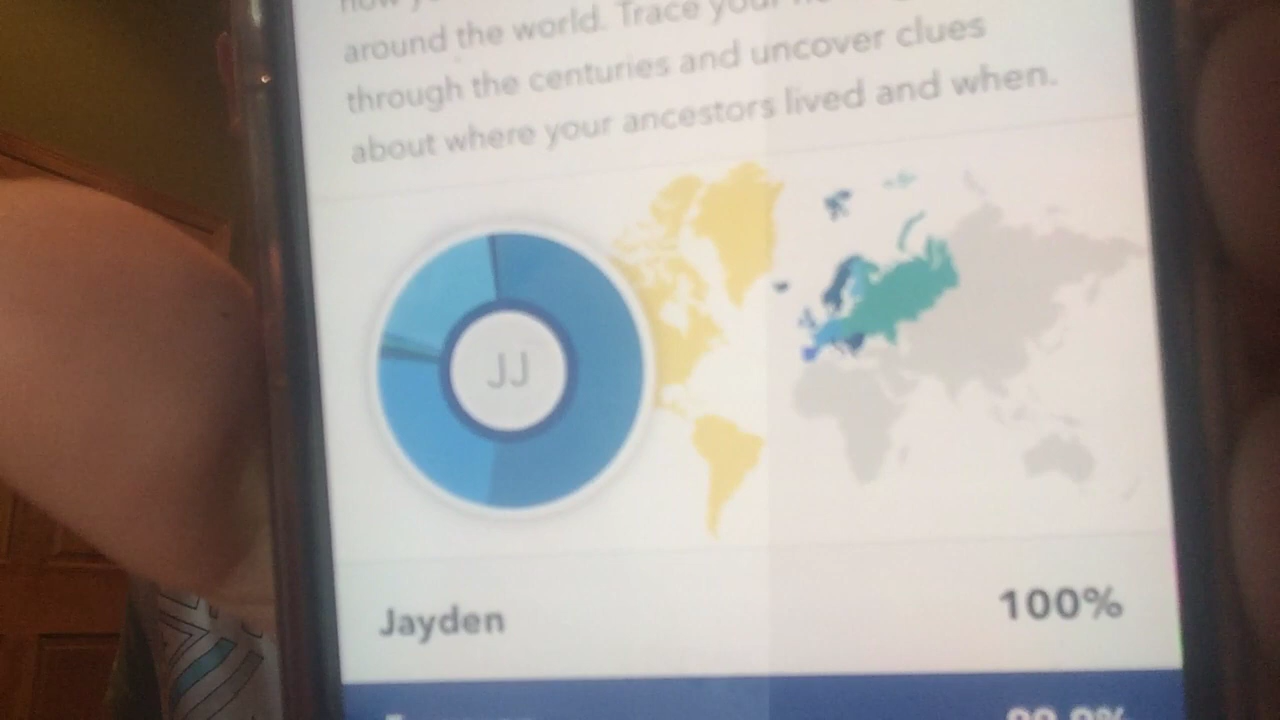 around the world. Trace your
through the centuries and uncover clues
about where your ancestors lived and when.
JJ
Jayden 100%